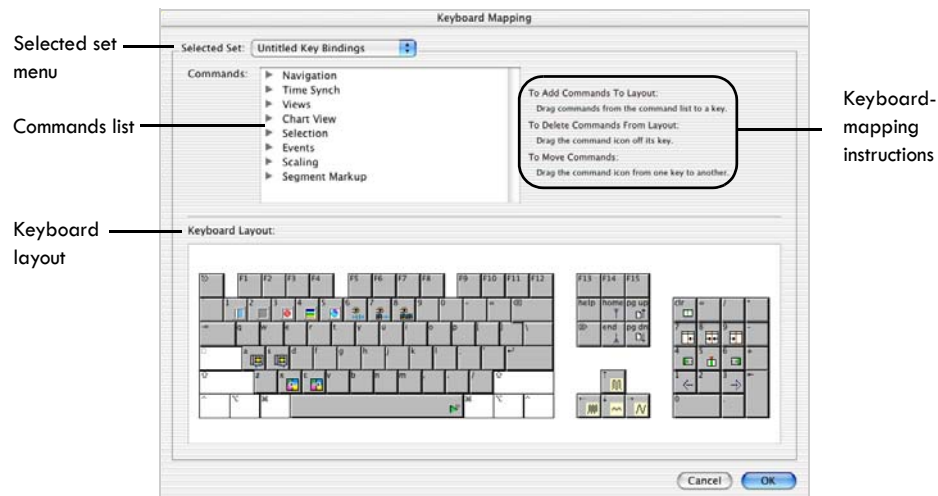 Keyboard Mapping
Selected set
menu
Selected Set: Untitled Key Bindings
Commands list
Commands:
Navigation
Time Synch
Views
Chart View
Selection
Events
Scaling
Segment Markup
To Add Commands To Layout:
Drag commands from the command list to a key.
To Delete Commands From Layout:
Drag the command icon off its key.
To Move Commands:
Drag the command icon from one key to another.
Keyboard-
mapping
instructions
Keyboard
layout
Keyboard Layout:
F1 F2 F3 F4 F5 F6 F7 F8 F9 F10 F11 F12 F13 F14 F15
1 2 3 4 5 6 7 8 9 0 - = help home pg up clr = / *
q w e r t y u i o p [ ] \ end pg dn 7 8 9 -
a s d f g h j k l ; ' 4 5 6 +
z x c v b n m , . / 1 2 3
0 .
Cancel OK